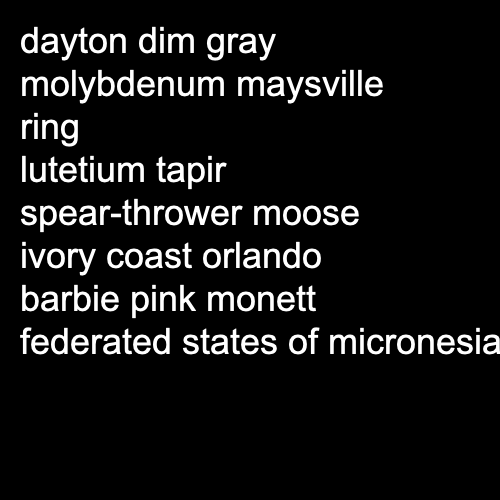 dayton dim gray
molybdenum maysville
ring
lutetium tapir
spear-thrower moose
ivory coast orlando
barbie pink monett
federated states of micronesia